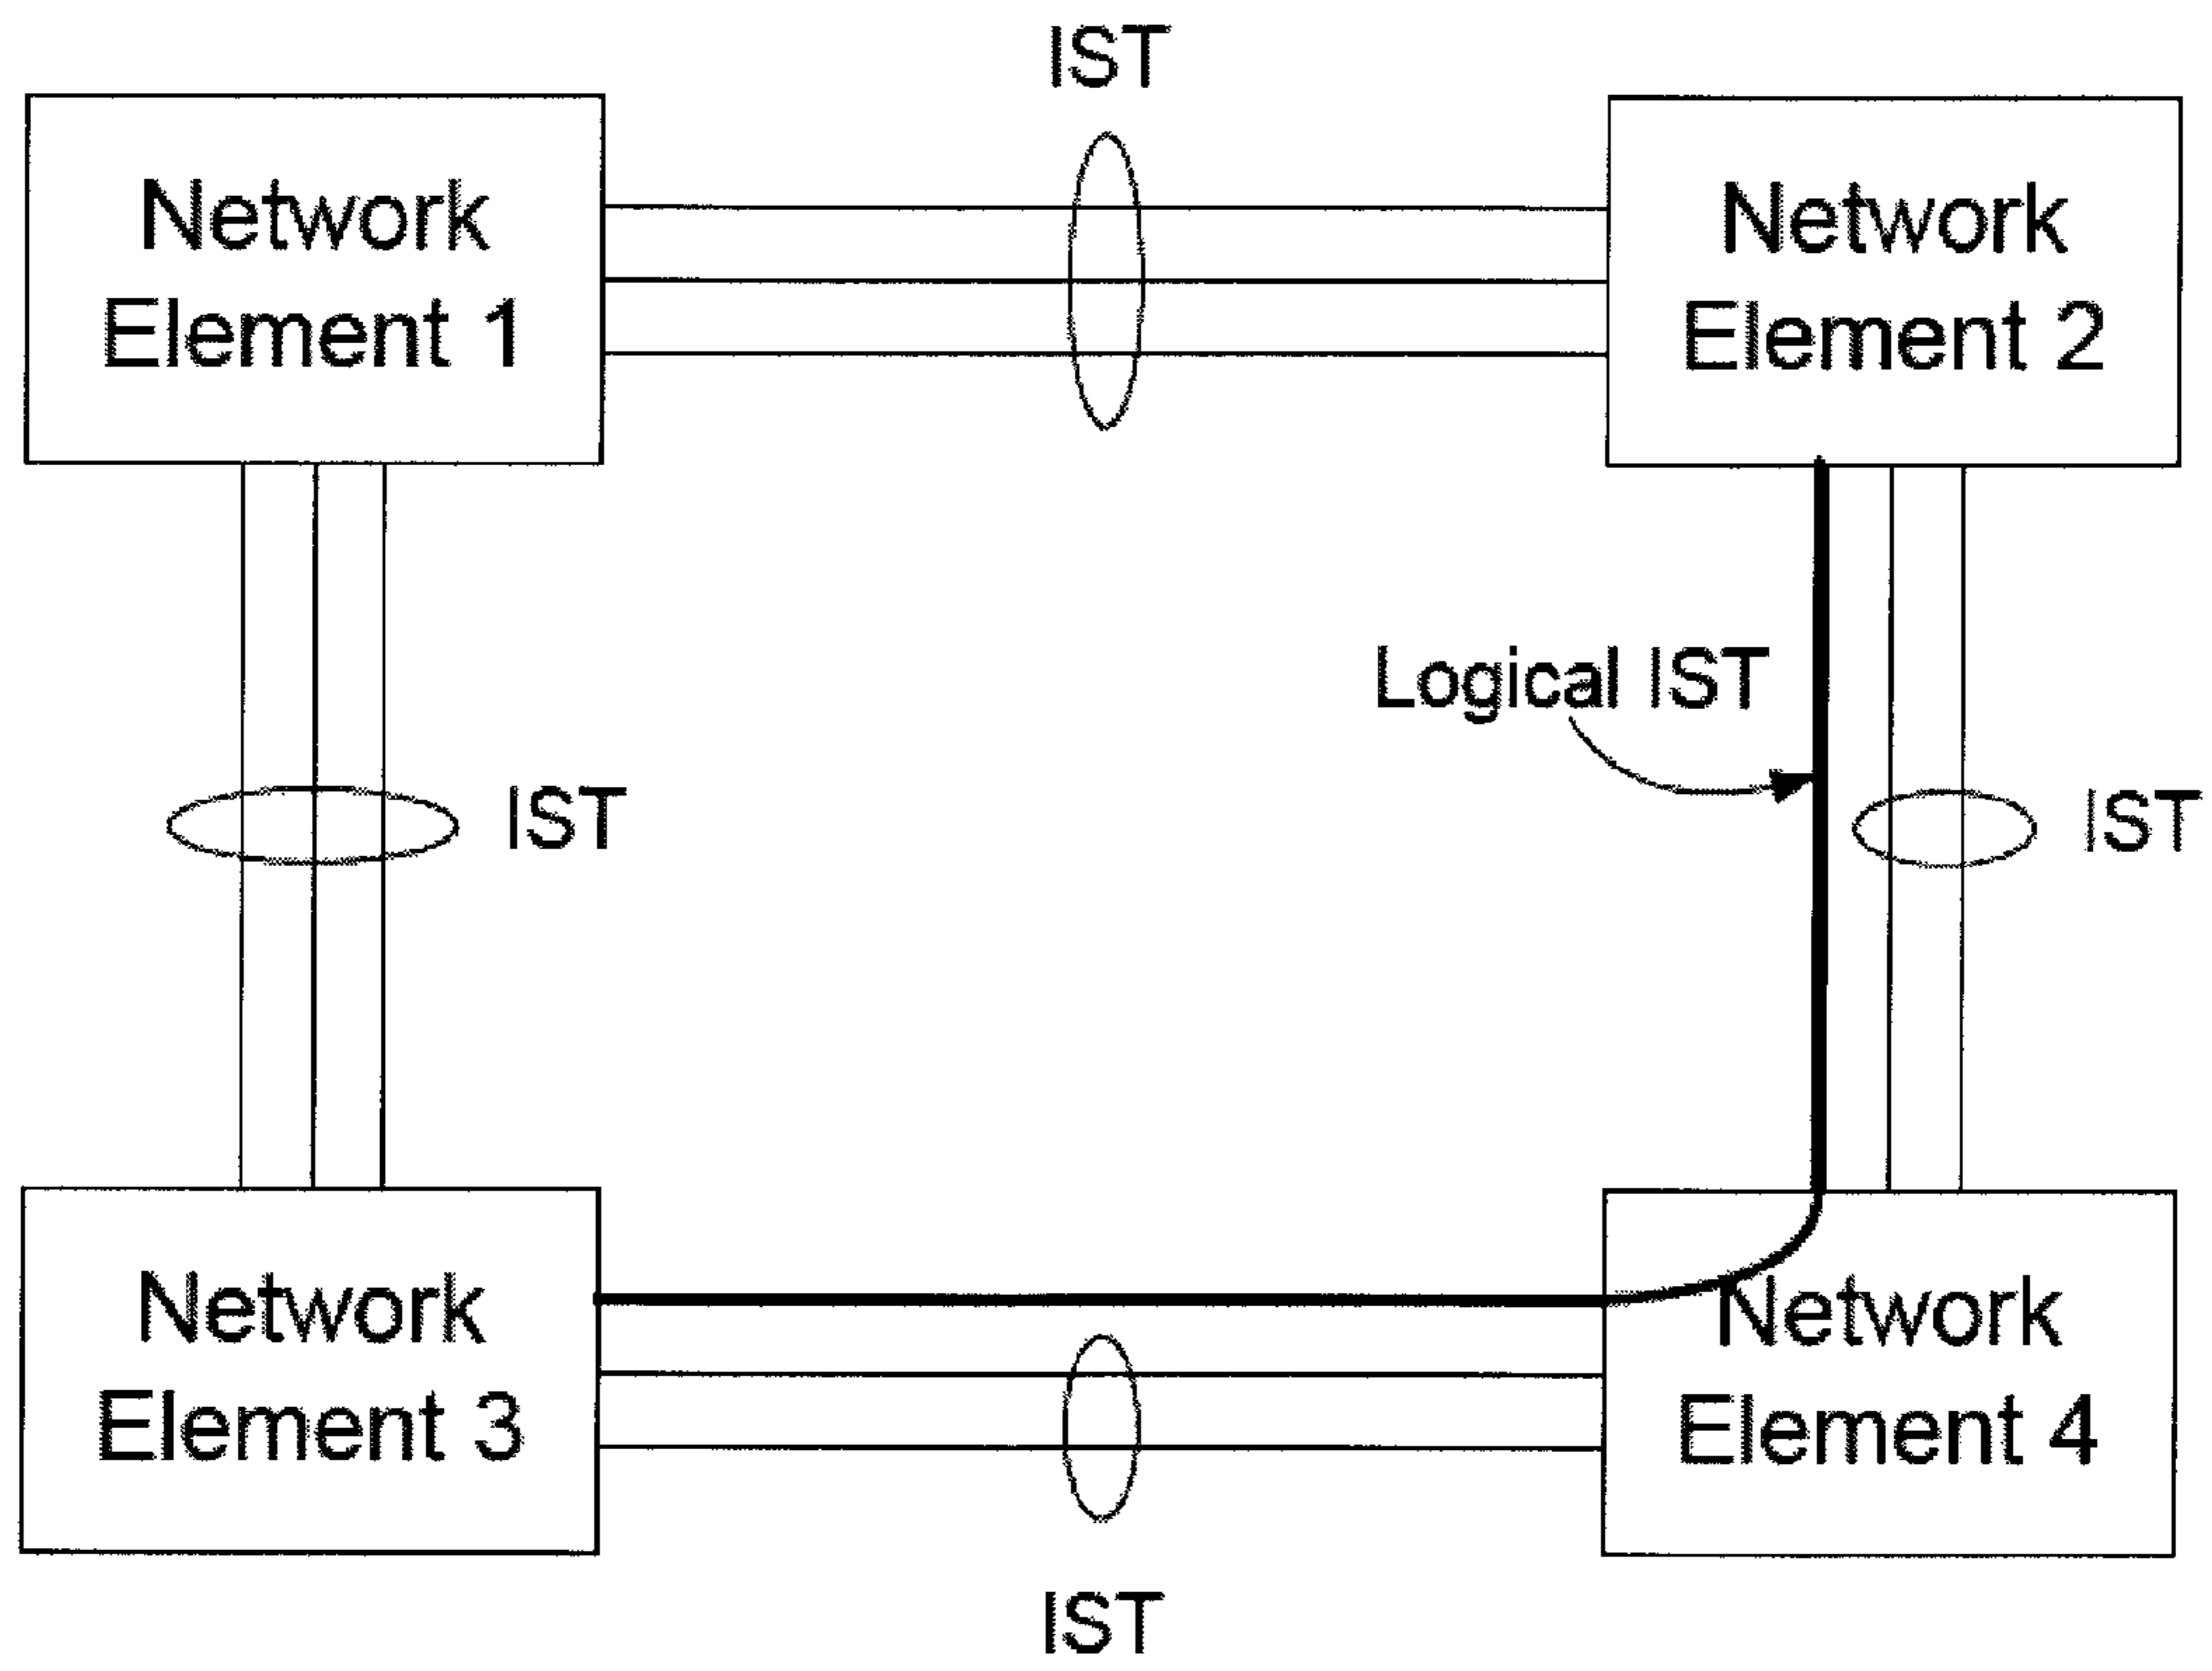 IST
Network
Element 1
Network
Element 2
Logical IST
IST
IST
Network
Element 3
Network
Element 4
IST